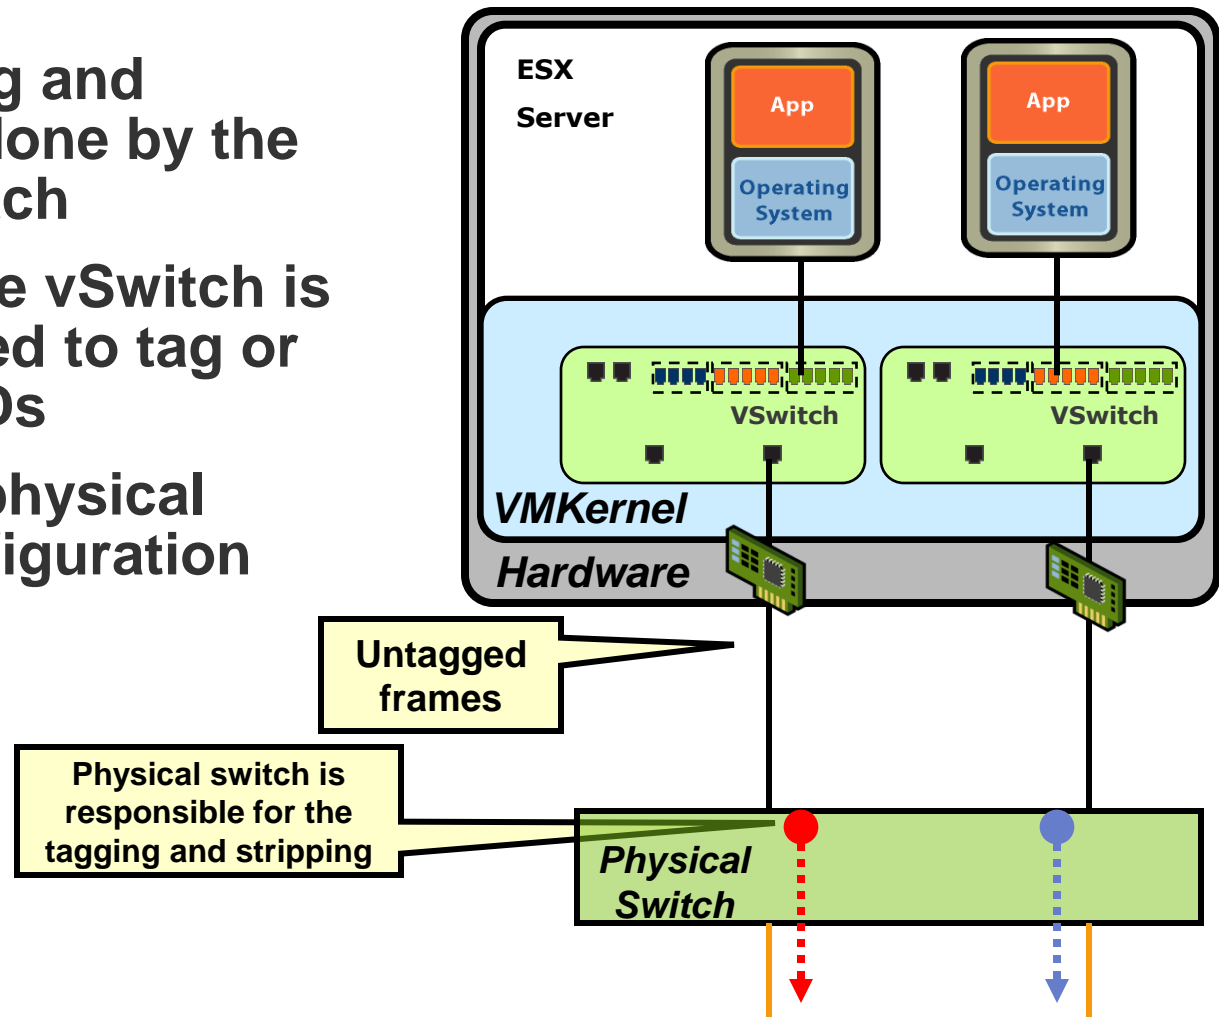 g and
lone by the
ch
e vSwitch is
ed to tag or
Ds
physical
figuration
ESX
Server
App
Operating
System
App
Operating
System
VSwitch
VSwitch
VMKernel
Hardware
Untagged
frames
Physical switch is
responsible for the
tagging and stripping
Physical
Switch